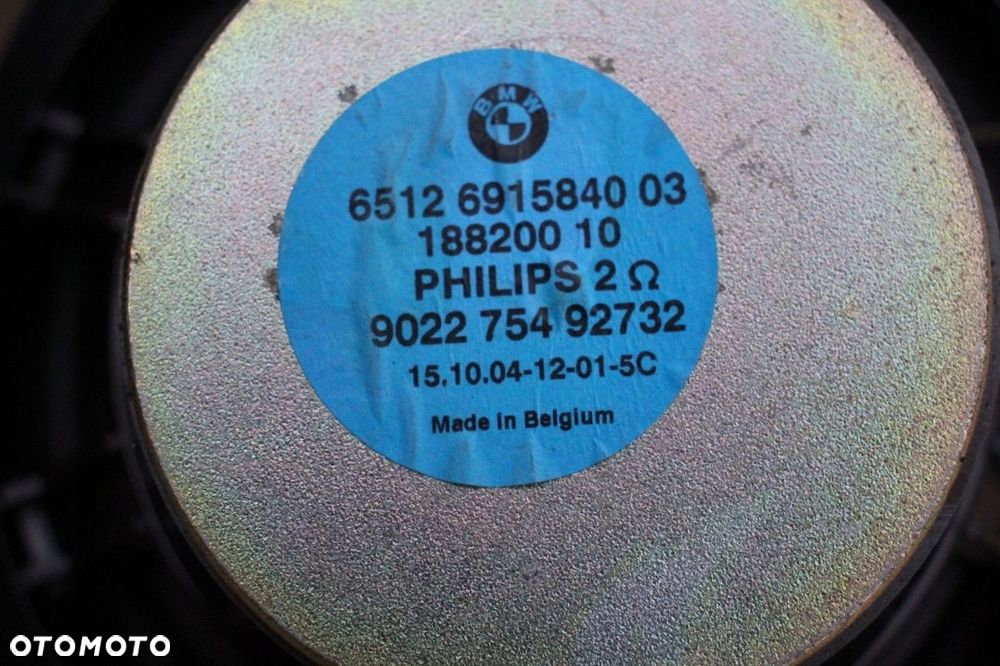 BMW
6512 6915840 03
188200 10
PHILIPS 2 Ω
9022 754 92732
15.10.04-12-01-5C
Made in Belgium
OTOMOTO